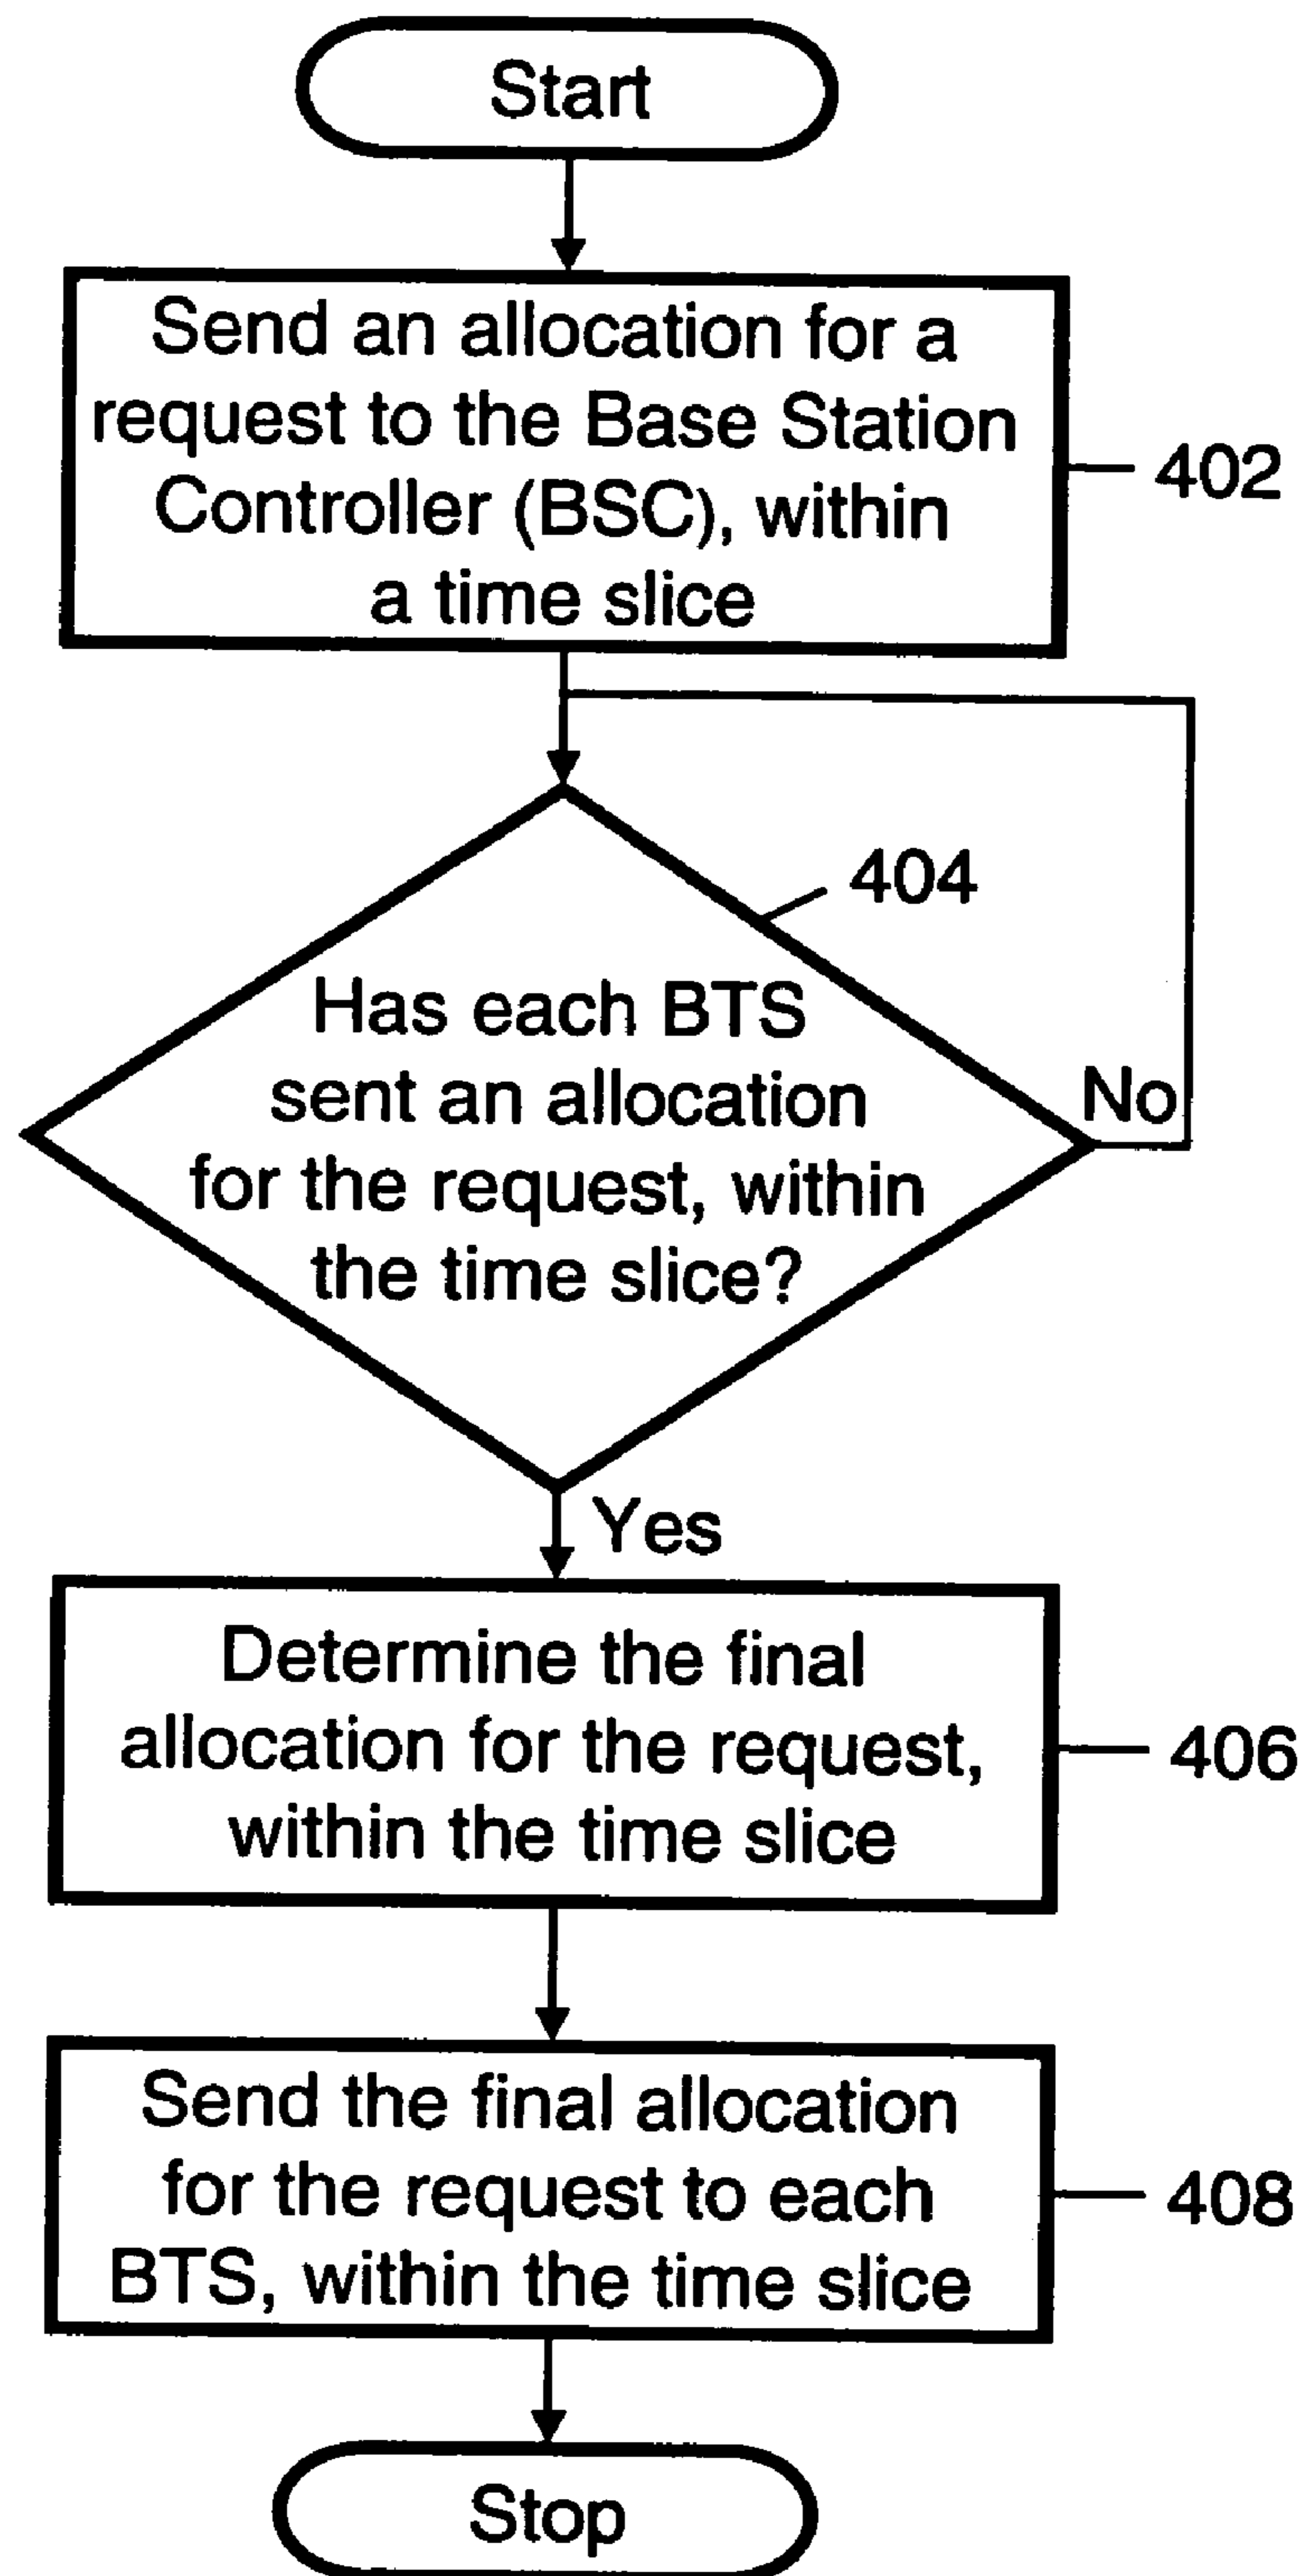 Start
Send an allocation for a
request to the Base Station
Controller (BSC), within
a time slice
402
404
Has each BTS
sent an allocation
for the request, within
the time slice?
No
Yes
Determine the final
allocation for the request,
within the time slice
406
Send the final allocation
for the request to each
BTS, within the time slice
408
Stop